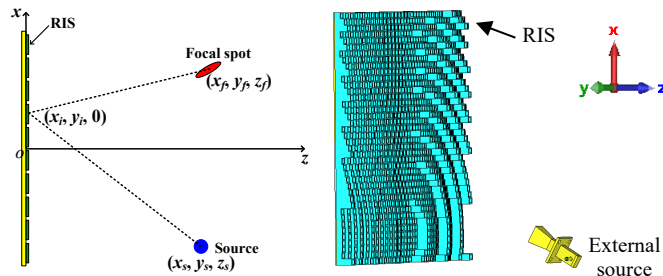 x
RIS
Focal spot
(xf, yf, zf)
(xi, yi, 0)
O
z
Source
(xs, ys, zs)
RIS
x
y
z
External
source